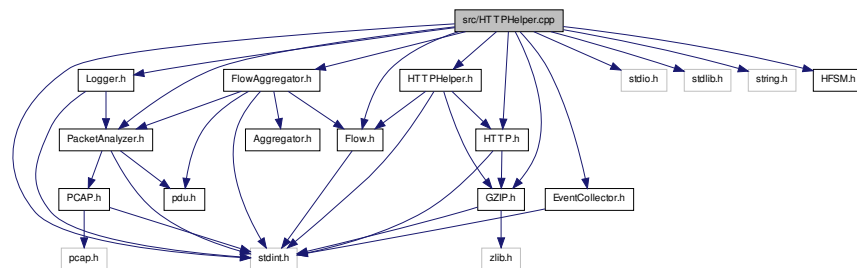 src/HTTPHelper.cpp
Logger.h
FlowAggregator.h
HTTPHelper.h
stdio.h
stdlib.h
string.h
HFSM.h
PacketAnalyzer.h
Aggregator.h
Flow.h
HTTP.h
PCAP.h
pdu.h
GZIP.h
EventCollector.h
pcap.h
stdint.h
zlib.h